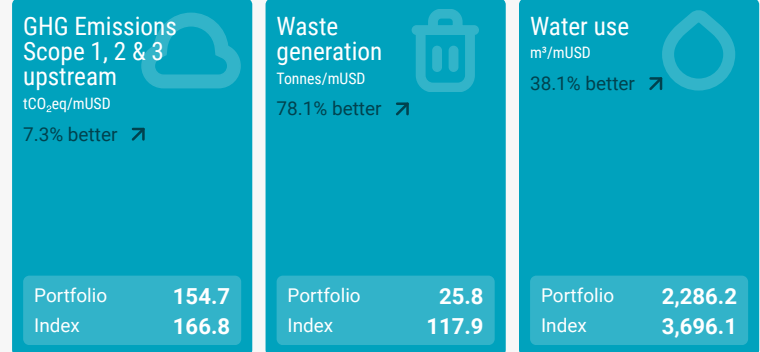 GHG Emissions
Scope 1, 2 & 3
upstream
tCO₂eq/mUSD
7.3% better
Portfolio 154.7
Index 166.8
Waste
generation
Tonnes/mUSD
78.1% better
Portfolio 25.8
Index 117.9
Water use
m³/mUSD
38.1% better
Portfolio 2,286.2
Index 3,696.1